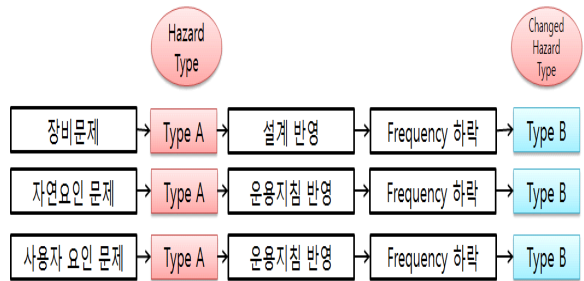 Hazard
Type
Changed
Hazard
Type
장비문제 Type A 설계 반영 Frequency 하락 Type B
자연요인 문제 Type A 운용지침 반영 Frequency 하락 Type B
사용자 요인 문제 Type A 운용지침 반영 Frequency 하락 Type B